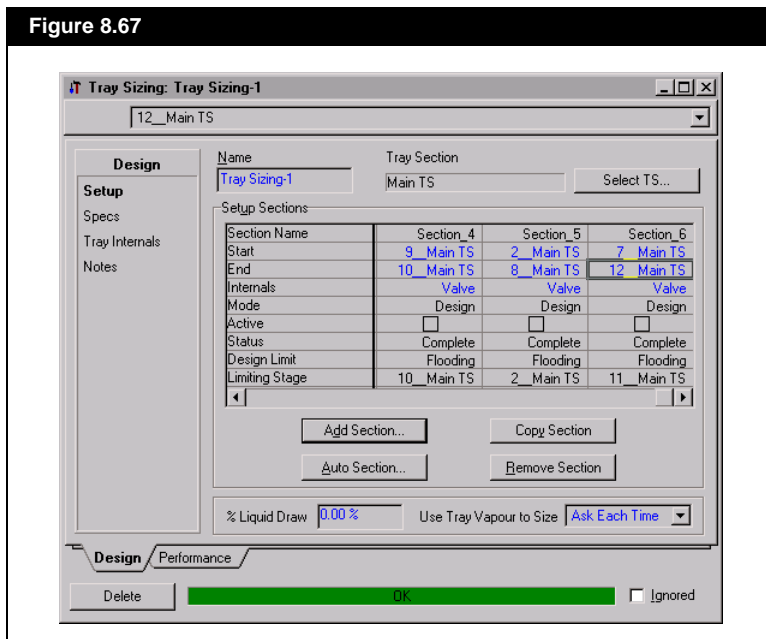 Figure 8.67
Tray Sizing: Tray Sizing-1
12__Main TS
Design
Setup
Specs
Tray Internals
Notes
Name
Tray Sizing-1
Tray Section
Main TS
Select TS...
Setup Sections
Section Name Section_4 Section_5 Section_6
Start 9__Main TS 2__Main TS 7__Main TS
End 10__Main TS 8__Main TS 12__Main TS
Internals Valve Valve Valve
Mode Design Design Design
Active
Status Complete Complete Complete
Design Limit Flooding Flooding Flooding
Limiting Stage 10__Main TS 2__Main TS 11__Main TS
Add Section... Copy Section
Auto Section... Remove Section
% Liquid Draw 0.00 % Use Tray Vapour to Size Ask Each Time
Design Performance
Delete OK Ignored